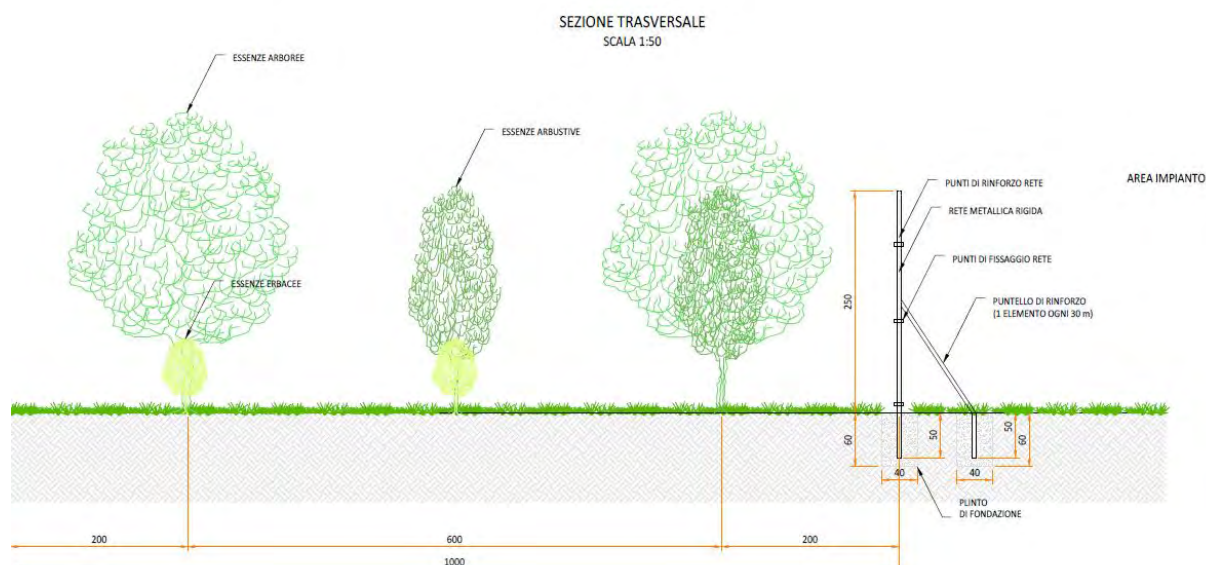 SEZIONE TRASVERSALE
SCALA 1:50
ESSENZE ARBOREE
ESSENZE ARBUSTIVE
PUNTI DI RINFORZO RETE
AREA IMPIANTO
RETE METALLICA RIGIDA
PUNTI DI FISSAGGIO RETE
ESSENZE ERBACEE
250
PUNTELLO DI RINFORZO
(1 ELEMENTO OGNI 30 m)
60
50
50
60
40
40
PLINTO
DI FONDAZIONE
200
600
200
1000